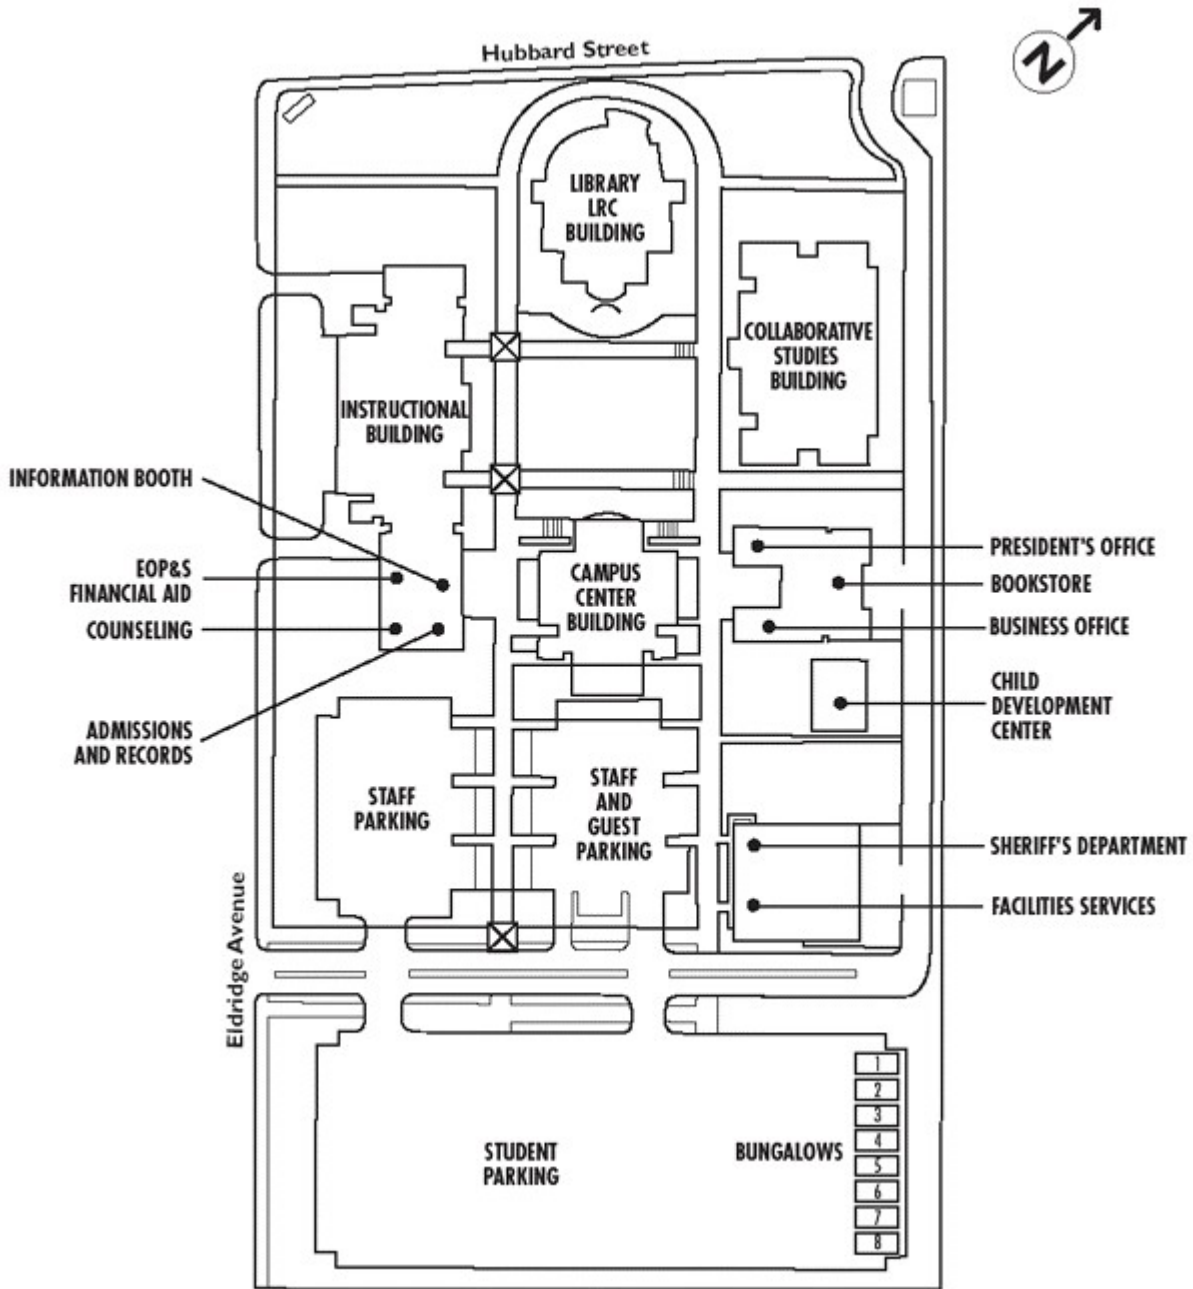 Hubbard Street
N
LIBRARY
LRC
BUILDING
COLLABORATIVE
STUDIES
BUILDING
INSTRUCTIONAL
BUILDING
INFORMATION BOOTH
EOP&S
FINANCIAL AID
COUNSELING
ADMISSIONS
AND RECORDS
CAMPUS
CENTER
BUILDING
PRESIDENT'S OFFICE
BOOKSTORE
BUSINESS OFFICE
CHILD
DEVELOPMENT
CENTER
STAFF
PARKING
STAFF
AND
GUEST
PARKING
SHERIFF'S DEPARTMENT
FACILITIES SERVICES
Eldridge Avenue
STUDENT
PARKING
BUNGALOWS
1
2
3
4
5
6
7
8